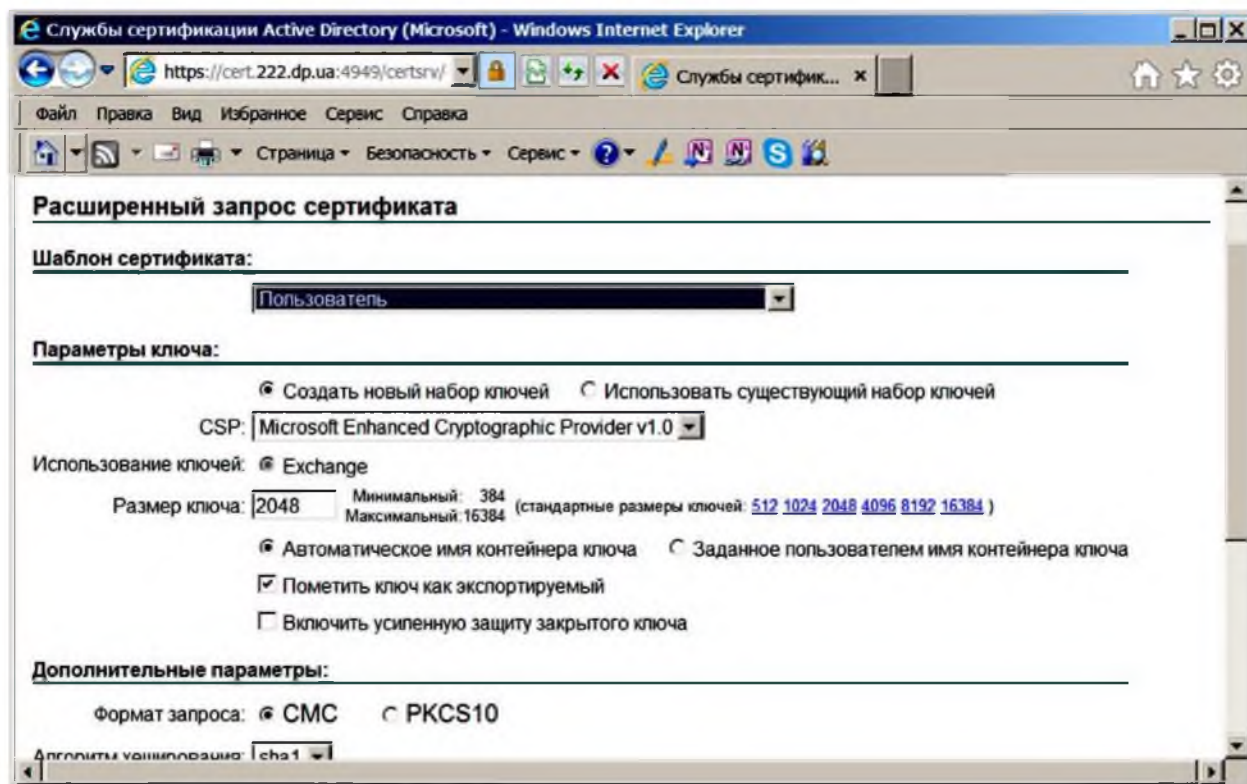 Службы сертификации Active Directory (Microsoft) - Windows Internet Explorer
https://cert.222.dp.ua:4949/certsrv/ Службы сертифик...
Файл Правка Вид Избранное Сервис Справка
Страница Безопасность Сервис
Расширенный запрос сертификата
Шаблон сертификата:
Пользователь
Параметры ключа:
Создать новый набор ключей Использовать существующий набор ключей
CSP: Microsoft Enhanced Cryptographic Provider v1.0
Использование ключей: Exchange
Размер ключа: 2048 Минимальный: 384 (стандартные размеры ключей: 512 1024 2048 4096 8192 16384 )
Максимальный:16384
Автоматическое имя контейнера ключа Заданное пользователем имя контейнера ключа
Пометить ключ как экспортируемый
Включить усиленную защиту закрытого ключа
Дополнительные параметры:
Формат запроса: CMC PKCS10
Алгоритм хеширования: sha1